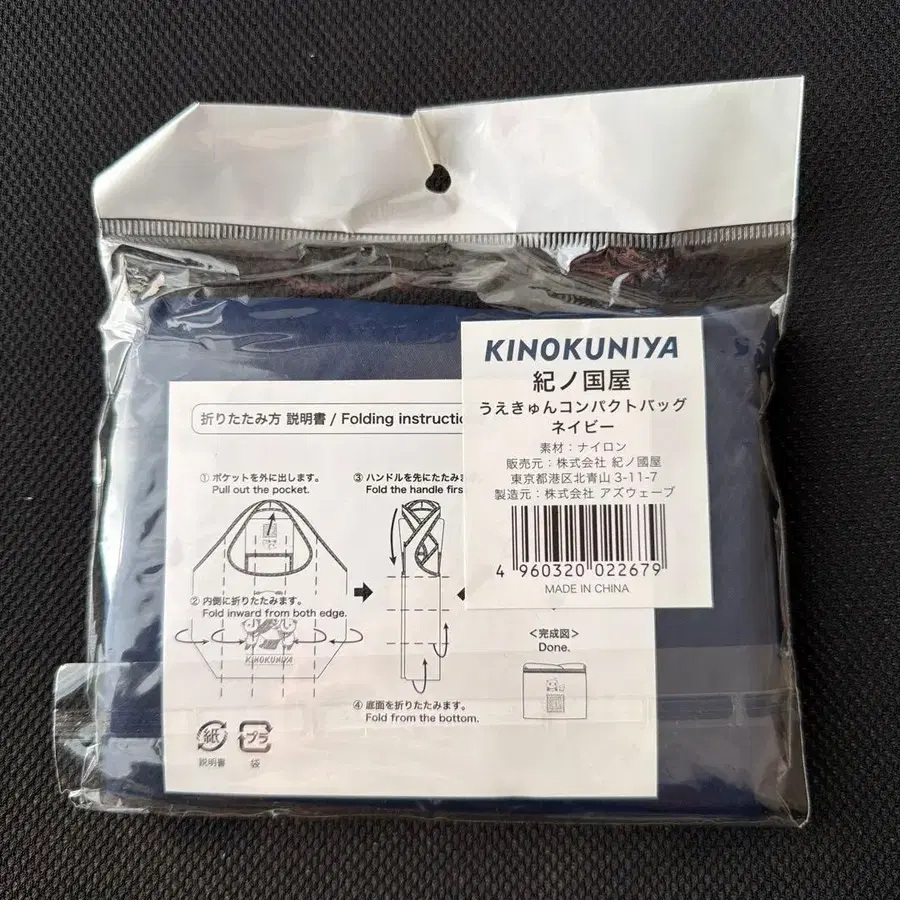 KINOKUNIYA
紀ノ国屋
うえきゅんコンパクトバッグ
ネイビー
素材：ナイロン
販売元：株式会社 紀ノ國屋
東京都港区北青山 3-11-7
製造元：株式会社 アズウェーブ
4 960320 022679
MADE IN CHINA
折りたたみ方 説明書 / Folding instructio
① ポケットを外に出します。
Pull out the pocket.
② 内側に折りたたみます。
Fold inward from both edge.
KINOKUNIYA
③ ハンドルを先にたたみま
Fold the handle firs
④ 底面を折りたたみます。
Fold from the bottom.
＜完成図＞
Done.
紙
説明書
プラ
袋